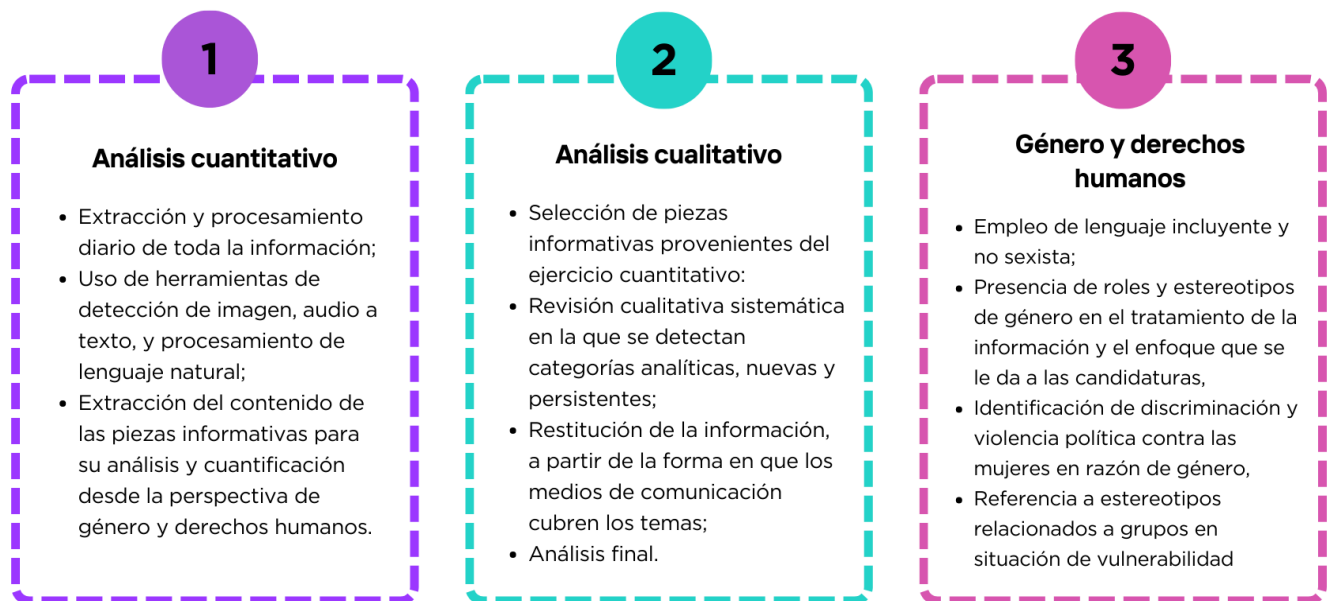 1
Análisis cuantitativo
• Extracción y procesamiento
diario de toda la información;
• Uso de herramientas de
detección de imagen, audio a
texto, y procesamiento de
lenguaje natural;
• Extracción del contenido de
las piezas informativas para
su análisis y cuantificación
desde la perspectiva de
género y derechos humanos.
2
Análisis cualitativo
• Selección de piezas
informativas provenientes del
ejercicio cuantitativo:
• Revisión cualitativa sistemática
en la que se detectan
categorías analíticas, nuevas y
persistentes;
• Restitución de la información,
a partir de la forma en que los
medios de comunicación
cubren los temas;
• Análisis final.
3
Género y derechos
humanos
• Empleo de lenguaje incluyente y
no sexista;
• Presencia de roles y estereotipos
de género en el tratamiento de la
información y el enfoque que se
le da a las candidaturas,
• Identificación de discriminación y
violencia política contra las
mujeres en razón de género,
• Referencia a estereotipos
relacionados a grupos en
situación de vulnerabilidad